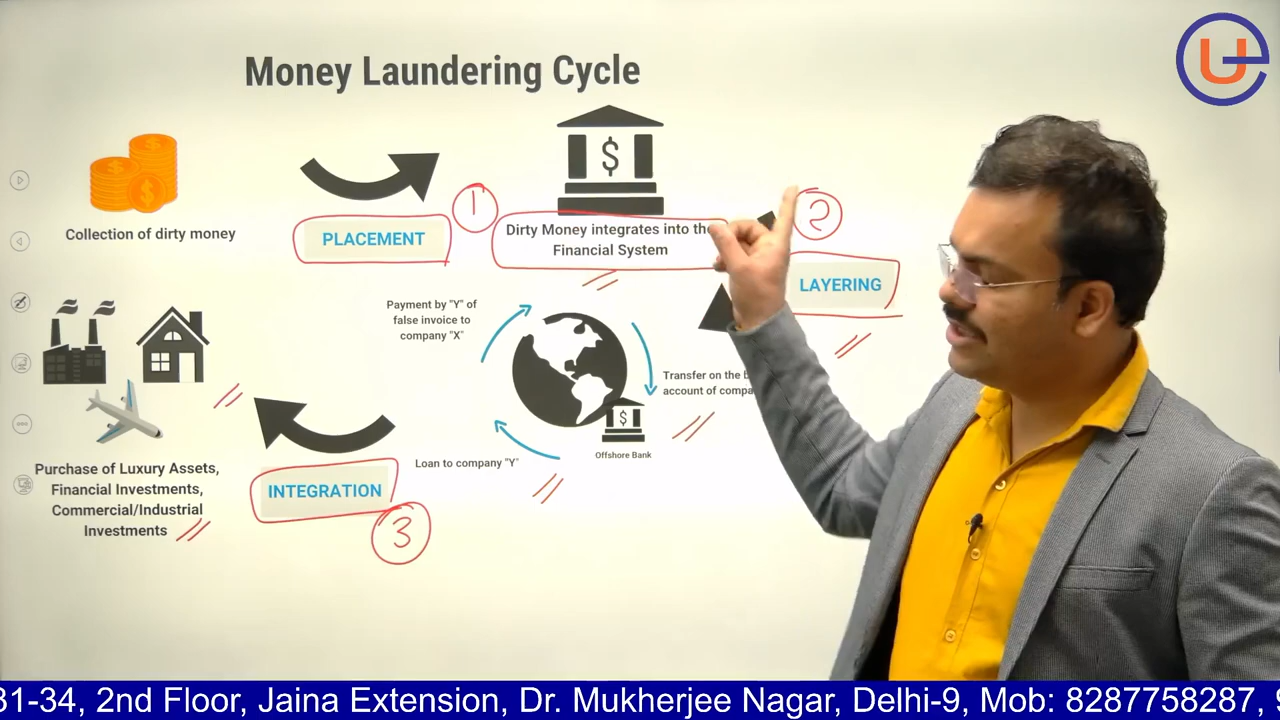 Money Laundering Cycle
Collection of dirty money
PLACEMENT
1
Dirty Money integrates into the
Financial System
2
LAYERING
Payment by "Y" of
false invoice to
company "X"
Transfer on the
account of
Offshore Bank
Loan to company "Y"
INTEGRATION
3
Purchase of Luxury Assets,
Financial Investments,
Commercial/Industrial
Investments
31-34, 2nd Floor, Jaina Extension, Dr. Mukherjee Nagar, Delhi-9, Mob: 8287758287,